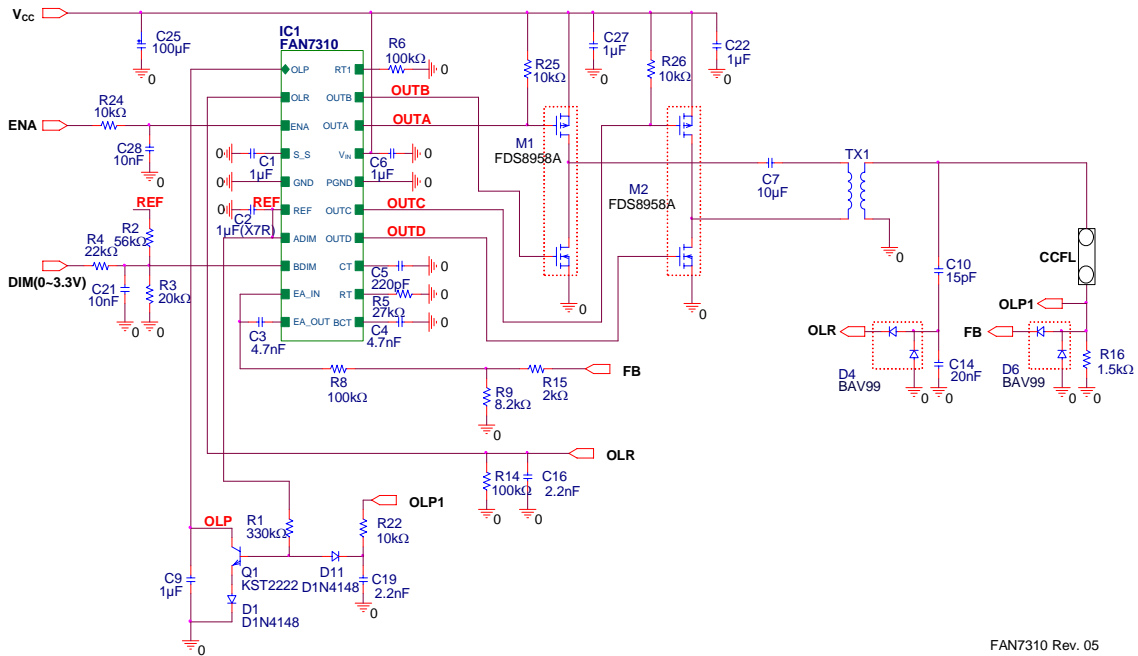 VCC
C25
100μF
0
IC1
FAN7310
R6
100kΩ
0
C27
1μF
0
C22
1μF
0
R25
10kΩ
R26
10kΩ
OLP
RT1
OLR
OUTB
OUTB
R24
10kΩ
ENA
ENA
OUTA
OUTA
M1
FDS8958A
C28
10nF
0
0
C1
1μF
S_S
VIN
C6
1μF
0
M2
FDS8958A
C7
10μF
TX1
0
GND
PGND
0
REF
0
C2
1μF(X7R)
REF
REF
OUTC
OUTC
R2
56kΩ
ADIM
OUTD
OUTD
0
R4
22kΩ
DIM(0~3.3V)
BDIM
CT
C5
220pF
0
C21
10nF
0
R3
20kΩ
0
EA_IN
RT
R5
27kΩ
0
EA_OUT
BCT
C3
4.7nF
C4
4.7nF
0
0
0
C10
15pF
CCFL
OLP1
OLR
FB
D4
BAV99
0
C14
20nF
0
D6
BAV99
0
R16
1.5kΩ
0
R8
100kΩ
R9
8.2kΩ
0
R15
2kΩ
FB
OLR
R14
100kΩ
0
C16
2.2nF
0
OLP1
OLP
R1
330kΩ
R22
10kΩ
C9
1μF
Q1
KST2222
D11
D1N4148
C19
2.2nF
0
D1
D1N4148
0
FAN7310 Rev. 05